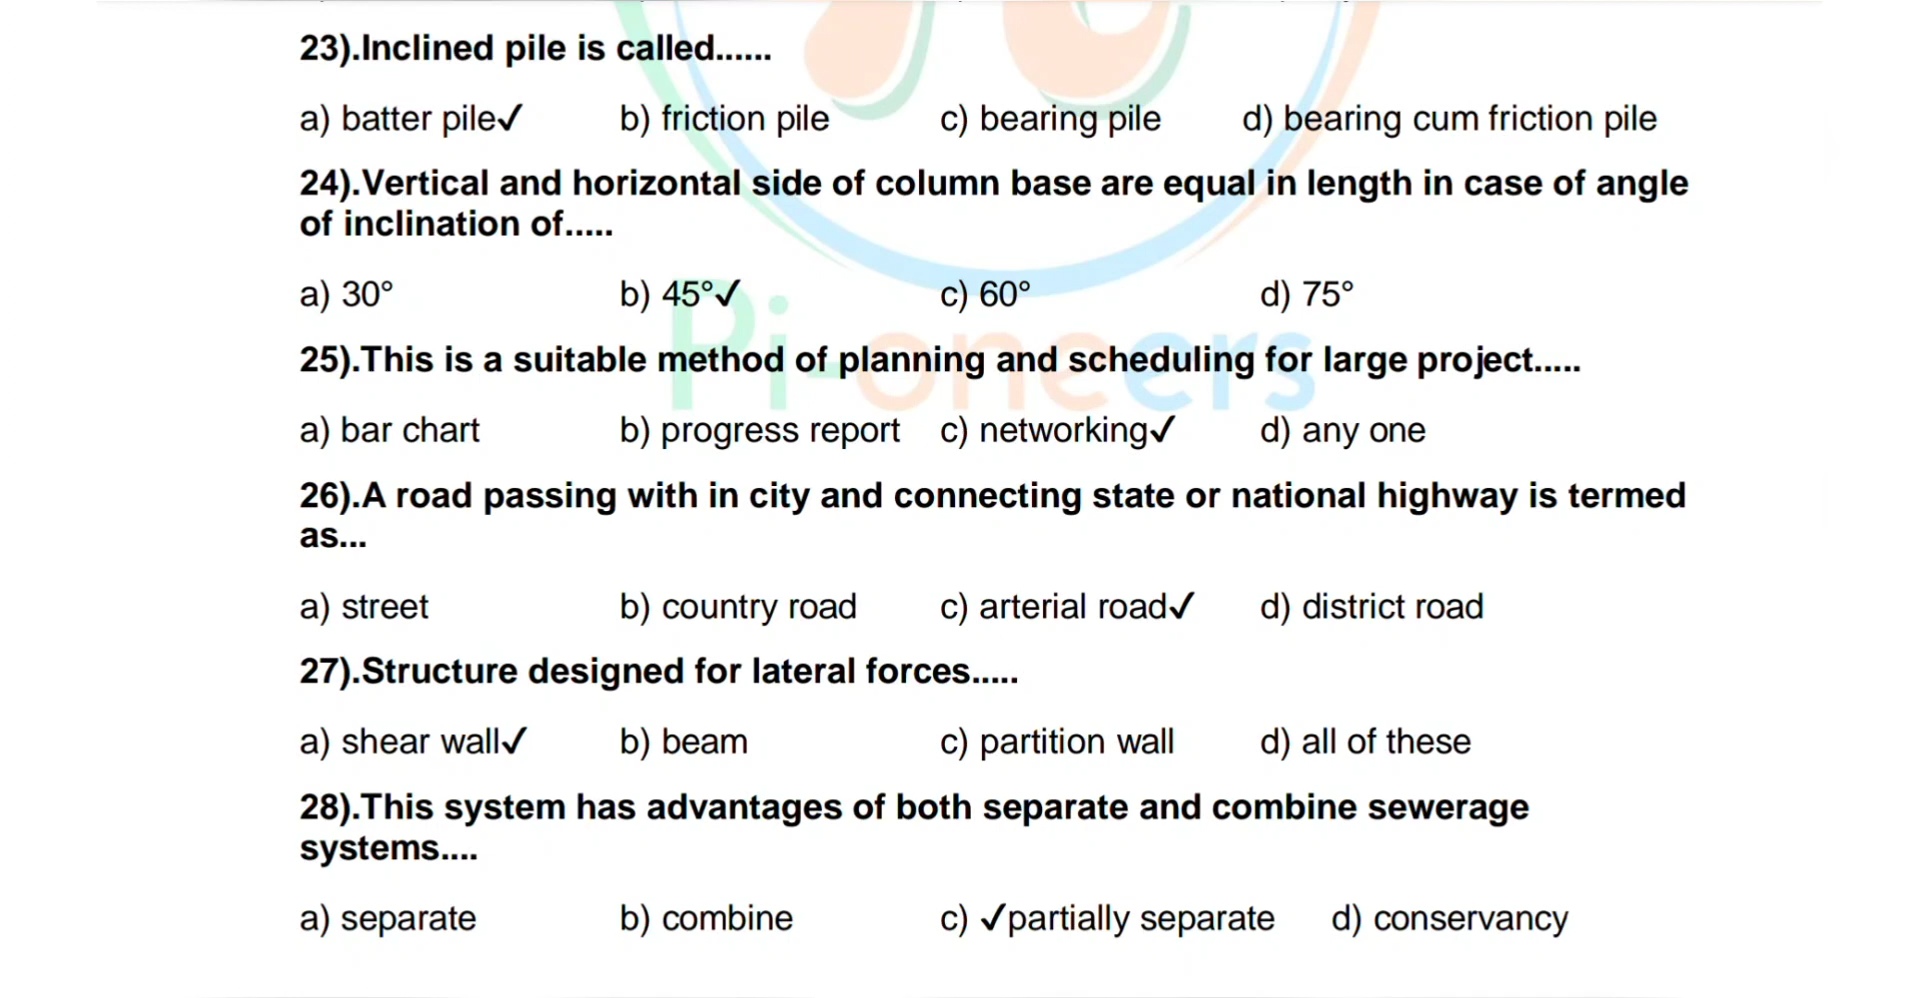 23).Inclined pile is called......
a) batter pile✓ b) friction pile c) bearing pile d) bearing cum friction pile
24).Vertical and horizontal side of column base are equal in length in case of angle
of inclination of.....
a) 30° b) 45°✓ c) 60° d) 75°
Pi-oneers
25).This is a suitable method of planning and scheduling for large project.....
a) bar chart b) progress report c) networking✓ d) any one
26).A road passing with in city and connecting state or national highway is termed
as...
a) street b) country road c) arterial road✓ d) district road
27).Structure designed for lateral forces.....
a) shear wall✓ b) beam c) partition wall d) all of these
28).This system has advantages of both separate and combine sewerage
systems....
a) separate b) combine c) ✓partially separate d) conservancy